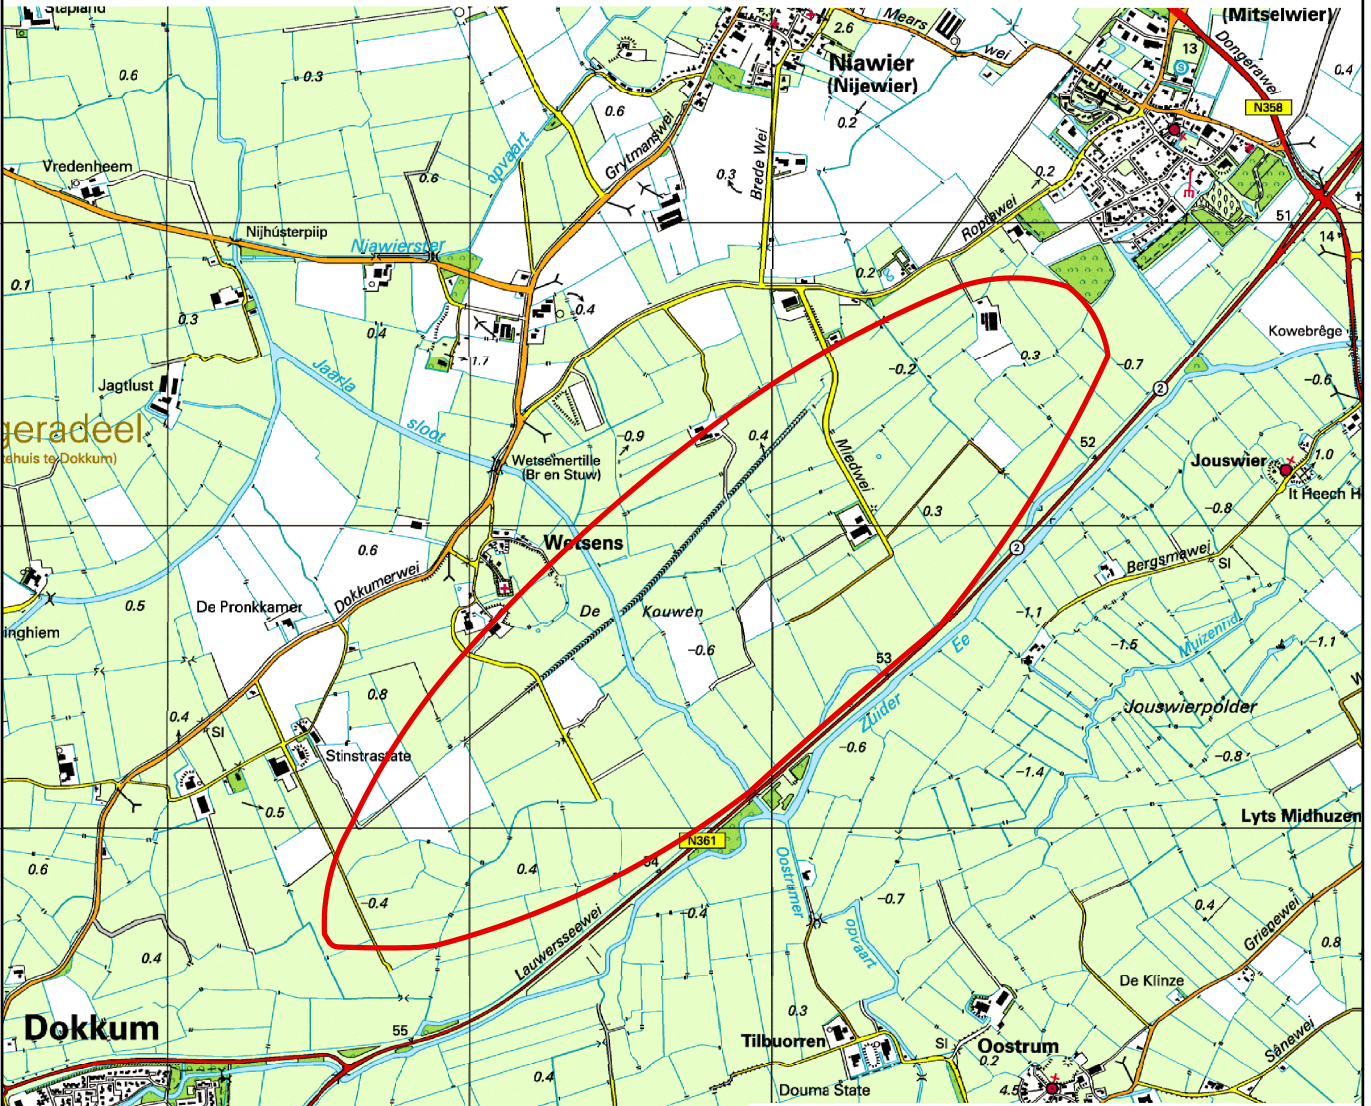 Stapland
0.6
0.3
Mears
wei
2.6
Niawier
(Nijewier)
0.2
13
S
Dongerawei
(Mitselwier)
N358
0.4
opvaart
0.6
Grytmanswei
0.3
Brede Wei
Vredenheem
0.6
0.2
Roptawei
51
14
Nijhústerpiip
Niawierster
0.2
0.1
0.3
0.4
0.4
1.7
Kowebrêge
0.3
-0.7
-0.2
-0.6
2
Jagtlust
Jaarla
sloot
geradeel
tehuis te Dokkum)
-0.9
0.4
Miedwei
52
Wetsemertille
(Br en Stuw)
Jouswier
1.0
It Heech H
-0.8
0.3
Wetsens
0.6
2
Bergsmawei
Sl
Dokkumerwei
De Pronkkamer
0.5
inghiem
De Kouwen
-0.6
-1.1
-1.5
Muizenrid
-1.1
Ee
53
Zuider
0.8
0.4
Sl
Jouswierpolder
W
Stinstrastate
-0.6
-0.8
-1.4
0.5
Lyts Midhuzen
N361
54
0.6
0.4
-0.4
Oostrumer
opvaart
-0.7
0.4
Griepewei
-0.4
Lauwersseewei
0.8
0.4
De Klinze
Dokkum
55
0.3
Tilbuorren
Sl
Oostrum
0.2
Sânewei
0.4
Douma State
4.5